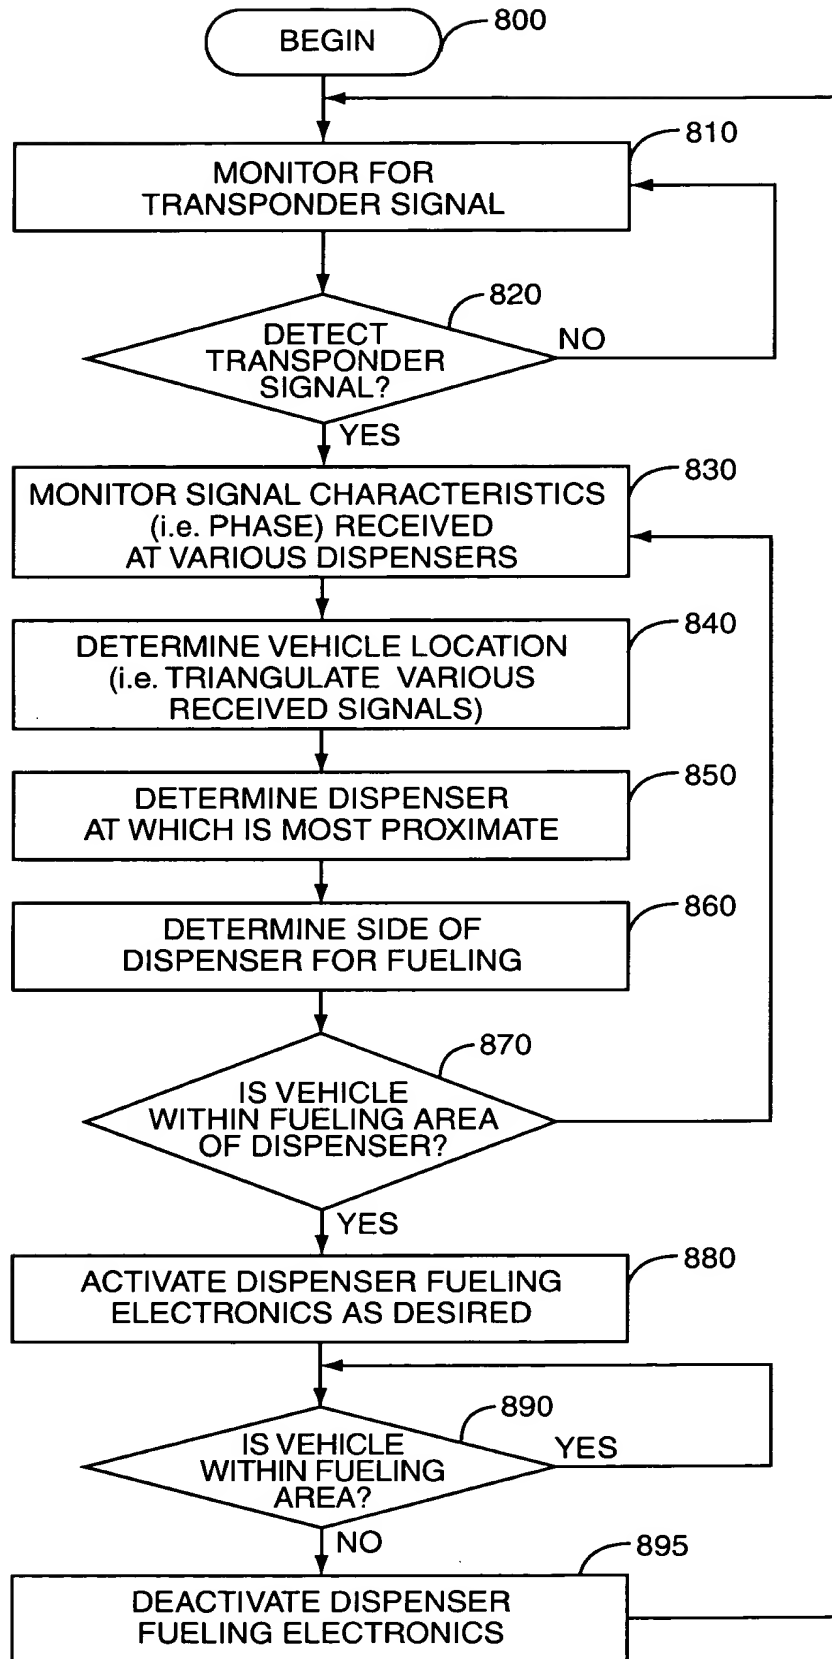 BEGIN
800
MONITOR FOR
TRANSPONDER SIGNAL
810
DETECT
TRANSPONDER
SIGNAL?
820
NO
YES
MONITOR SIGNAL CHARACTERISTICS
(i.e. PHASE) RECEIVED
AT VARIOUS DISPENSERS
830
DETERMINE VEHICLE LOCATION
(i.e. TRIANGULATE VARIOUS
RECEIVED SIGNALS)
840
DETERMINE DISPENSER
AT WHICH IS MOST PROXIMATE
850
DETERMINE SIDE OF
DISPENSER FOR FUELING
860
IS VEHICLE
WITHIN FUELING AREA
OF DISPENSER?
870
YES
ACTIVATE DISPENSER FUELING
ELECTRONICS AS DESIRED
880
IS VEHICLE
WITHIN FUELING
AREA?
890
YES
NO
DEACTIVATE DISPENSER
FUELING ELECTRONICS
895